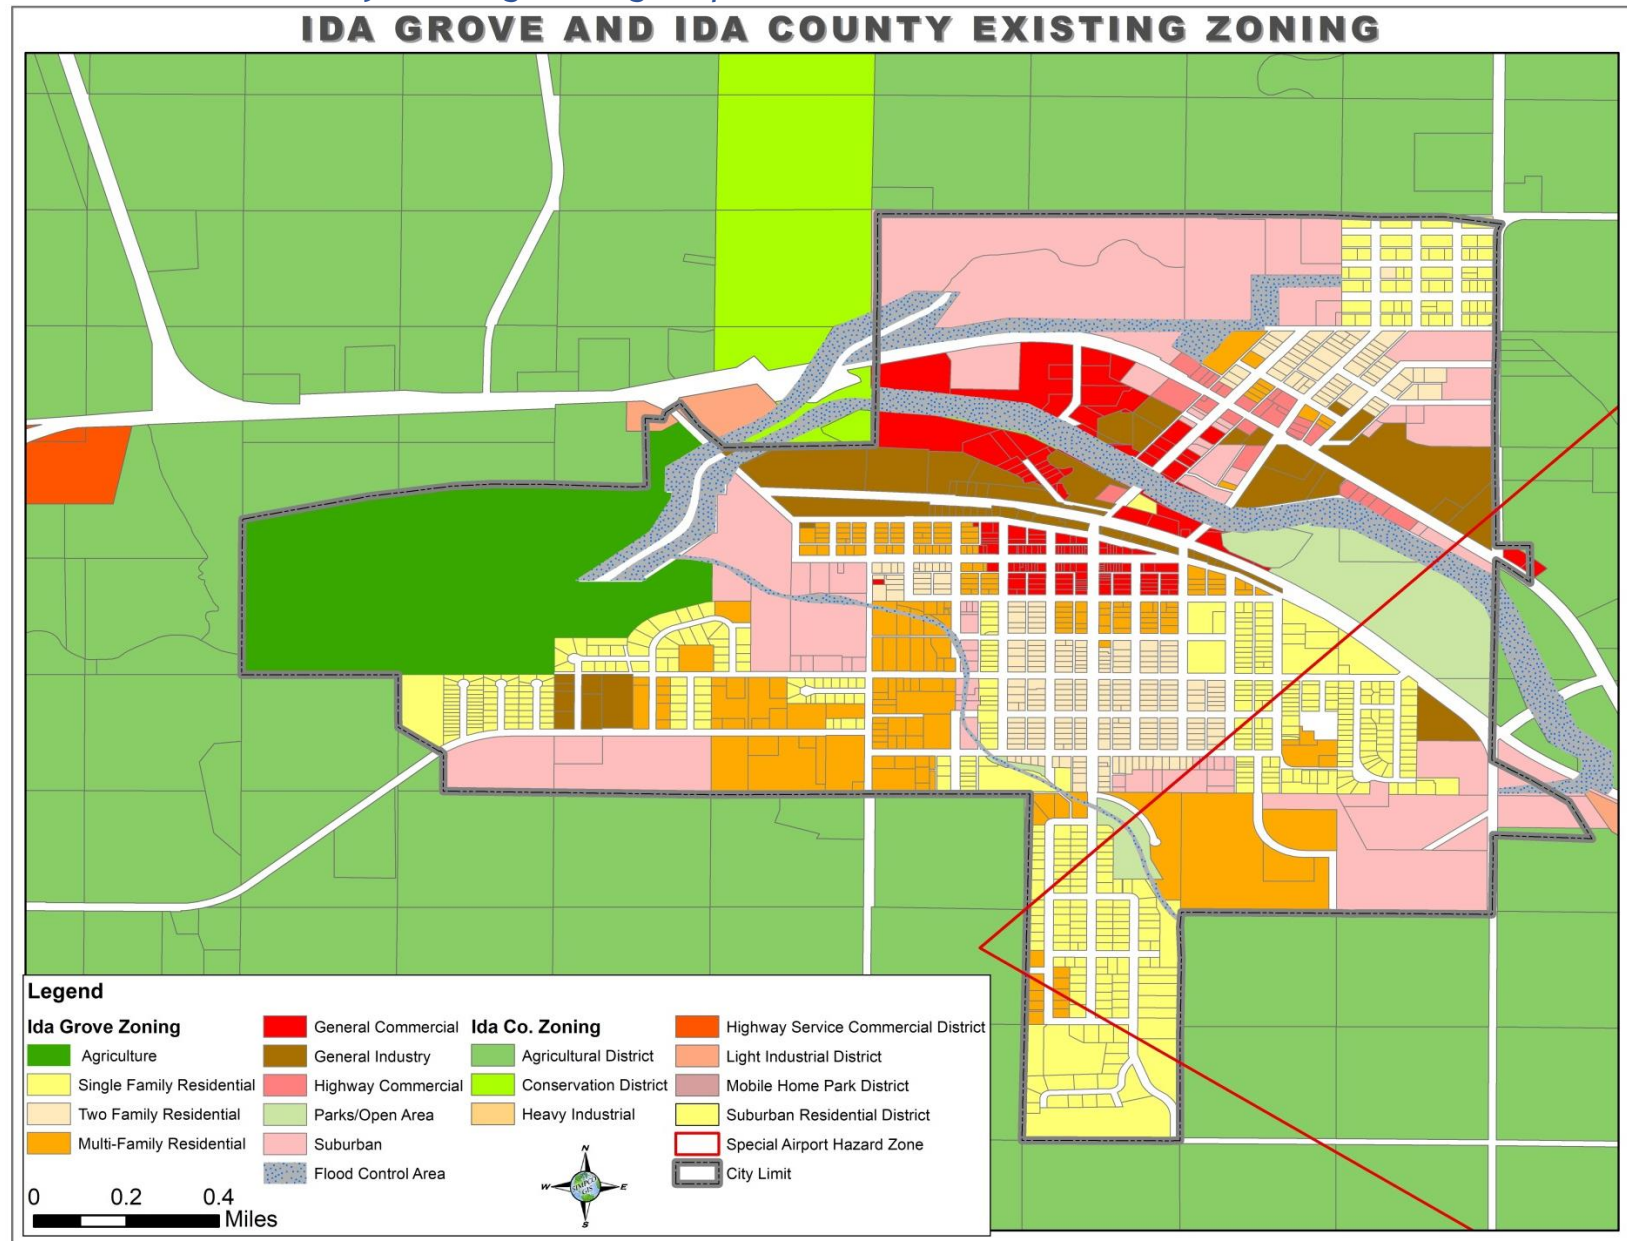 IDA GROVE AND IDA COUNTY EXISTING ZONING
Legend
Ida Grove Zoning
Agriculture
Single Family Residential
Two Family Residential
Multi-Family Residential
General Commercial
General Industry
Highway Commercial
Parks/Open Area
Suburban
Flood Control Area
Ida Co. Zoning
Agricultural District
Conservation District
Heavy Industrial
Highway Service Commercial District
Light Industrial District
Mobile Home Park District
Suburban Residential District
Special Airport Hazard Zone
City Limit
N
W
E
S
SIMPCO
GIS
0 0.2 0.4
Miles